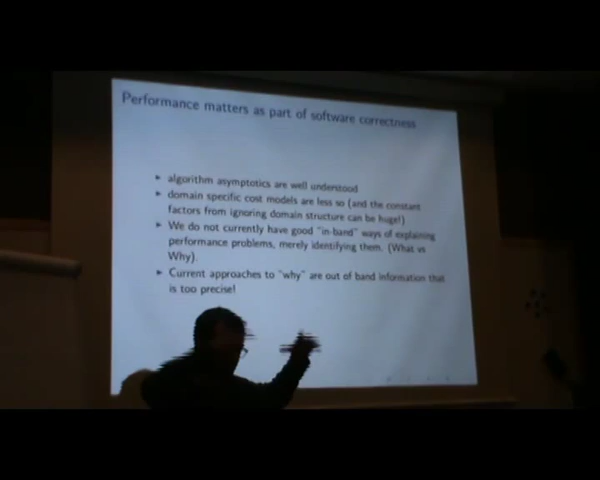 Performance matters as part of software correctness
algorithm asymptotics are well understood
domain specific cost models are less so (and the constant
factors from ignoring domain structure can be huge!)
We do not currently have good "in-band" ways of explaining
performance problems, merely identifying them. (What vs
Why).
Current approaches to "why" are out of band information that
is too precise!